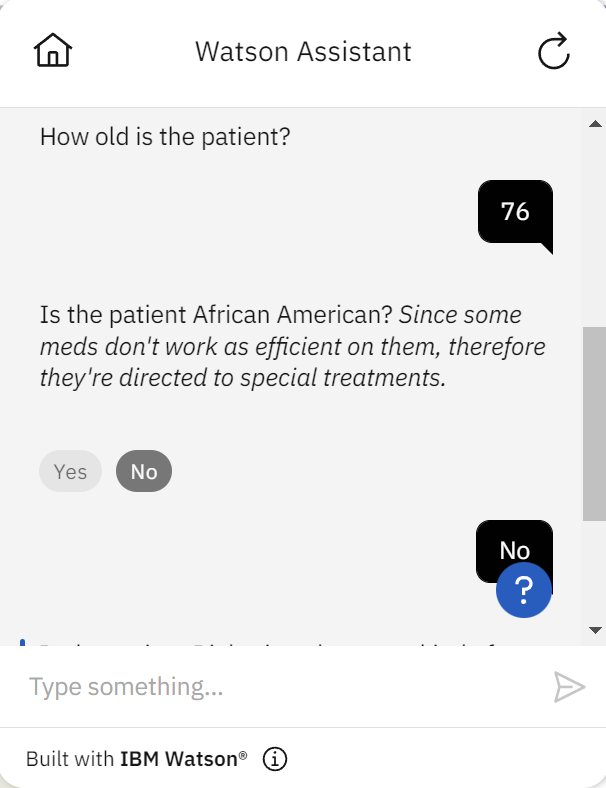 Watson Assistant
How old is the patient?
76
Is the patient African American? Since some
meds don't work as efficient on them, therefore
they're directed to special treatments.
Yes No
No
?
Type something...
Built with IBM Watson®